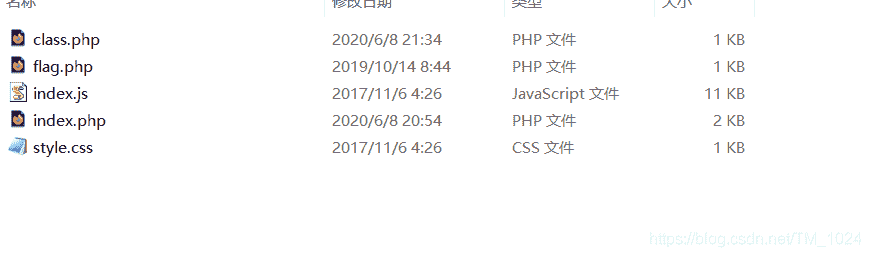 名称 修改日期 类型 大小
class.php 2020/6/8 21:34 PHP 文件 1 KB
flag.php 2019/10/14 8:44 PHP 文件 1 KB
index.js 2017/11/6 4:26 JavaScript 文件 11 KB
index.php 2020/6/8 20:54 PHP 文件 2 KB
style.css 2017/11/6 4:26 CSS 文件 1 KB
https://blog.csdn.net/TM_1024